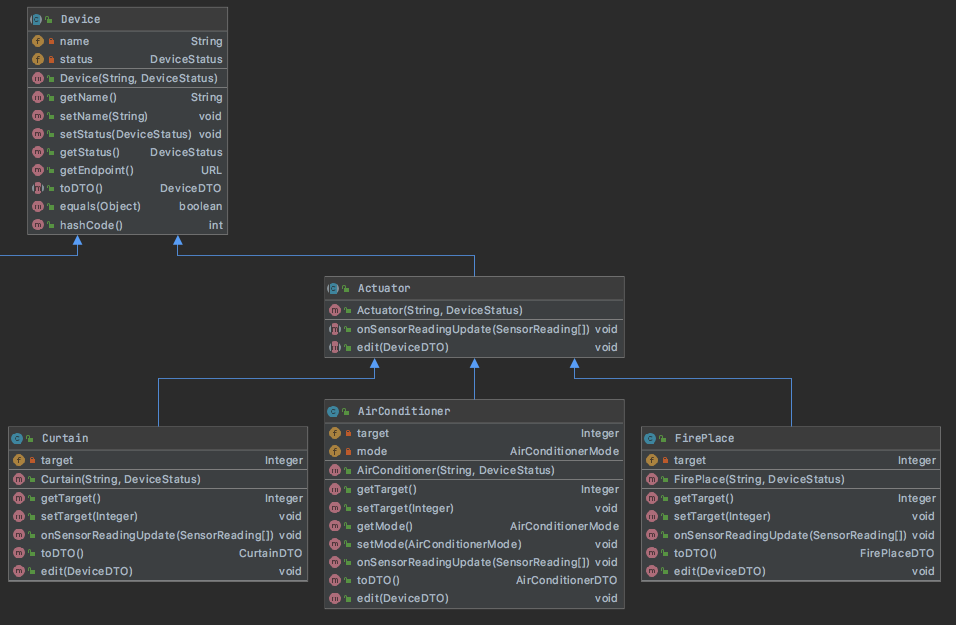 Device
name String
status DeviceStatus
Device(String, DeviceStatus)
getName() String
setName(String) void
setStatus(DeviceStatus) void
getStatus() DeviceStatus
getEndpoint() URL
toDTO() DeviceDTO
equals(Object) boolean
hashCode() int
Actuator
Actuator(String, DeviceStatus)
onSensorReadingUpdate(SensorReading[]) void
edit(DeviceDTO) void
Curtain
target Integer
Curtain(String, DeviceStatus)
getTarget() Integer
setTarget(Integer) void
onSensorReadingUpdate(SensorReading[]) void
toDTO() CurtainDTO
edit(DeviceDTO) void
AirConditioner
target Integer
mode AirConditionerMode
AirConditioner(String, DeviceStatus)
getTarget() Integer
setTarget(Integer) void
getMode() AirConditionerMode
setMode(AirConditionerMode) void
onSensorReadingUpdate(SensorReading[]) void
toDTO() AirConditionerDTO
edit(DeviceDTO) void
FirePlace
target Integer
FirePlace(String, DeviceStatus)
getTarget() Integer
setTarget(Integer) void
onSensorReadingUpdate(SensorReading[]) void
toDTO() FirePlaceDTO
edit(DeviceDTO) void